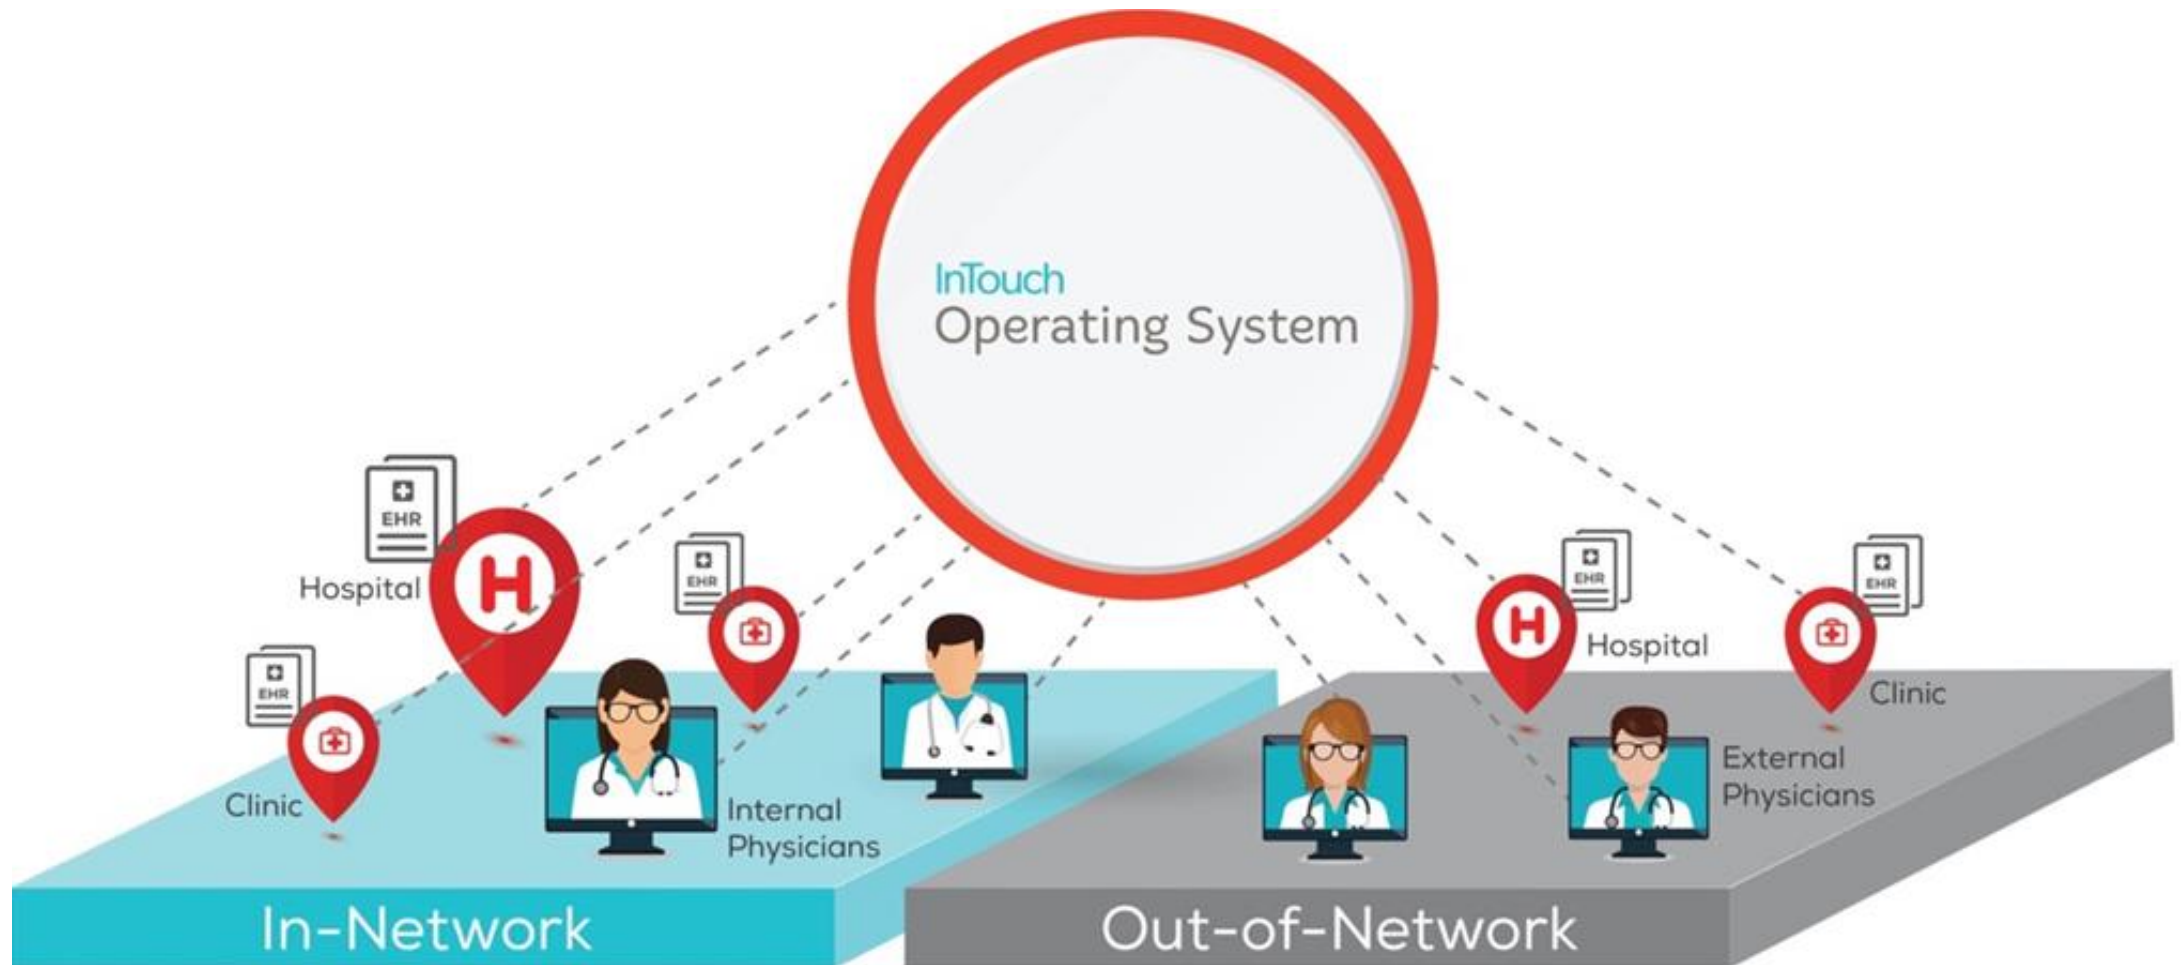 InTouch
Operating System
EHR
Hospital
EHR
EHR
Clinic
Internal
Physicians
EHR
Hospital
EHR
Clinic
External
Physicians
In-Network
Out-of-Network